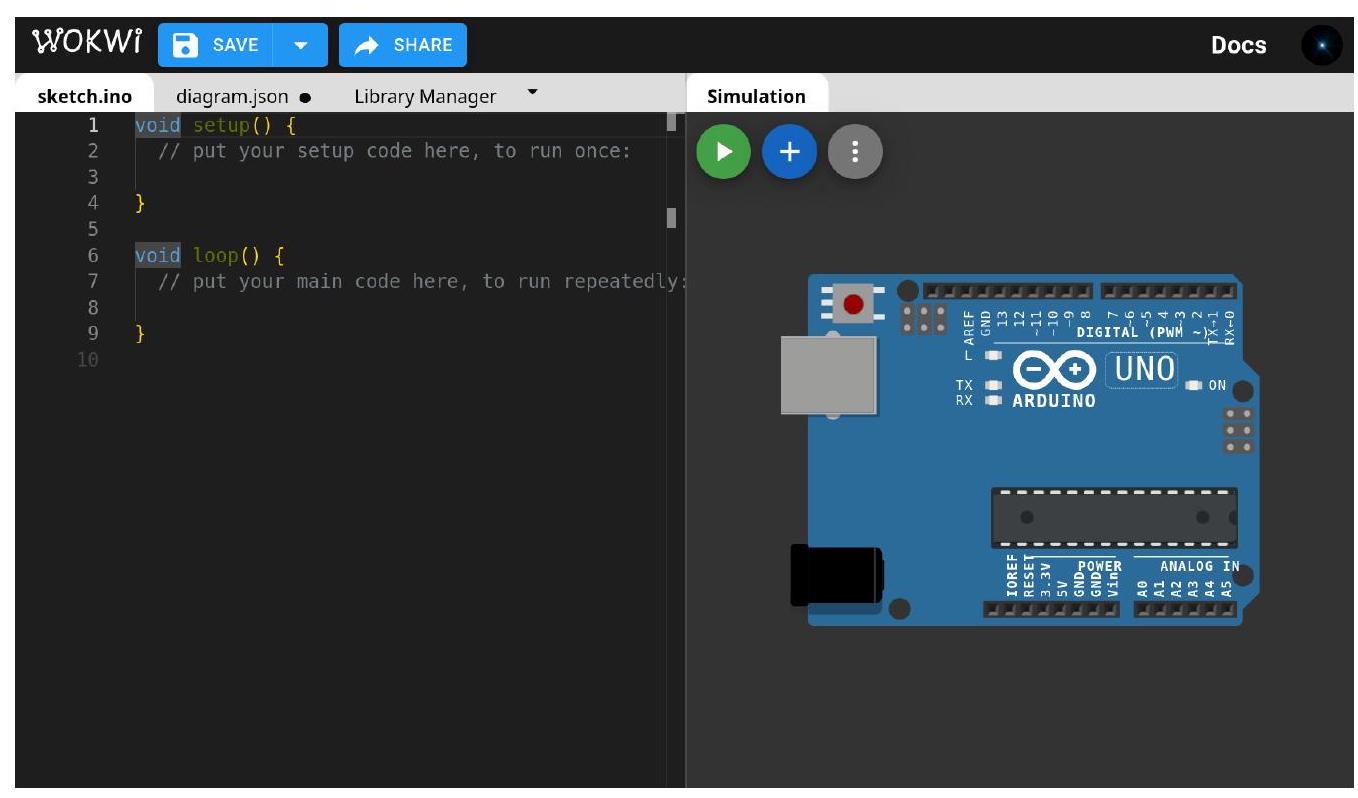 WOKWi SAVE SHARE Docs
sketch.ino diagram.json ● Library Manager Simulation
1 void setup() {
2 // put your setup code here, to run once:
3
4 }
5
6 void loop() {
7 // put your main code here, to run repeatedly:
8
9 }
10
AREF GND 13 12 ~11 ~10 ~9 8 7 ~6 ~5 4 ~3 2 TX→1 RX←0
DIGITAL (PWM ~)
L
UNO
TX ON
RX ARDUINO
POWER ANALOG IN
IOREF RESET 3.3V 5V GND GND Vin A0 A1 A2 A3 A4 A5